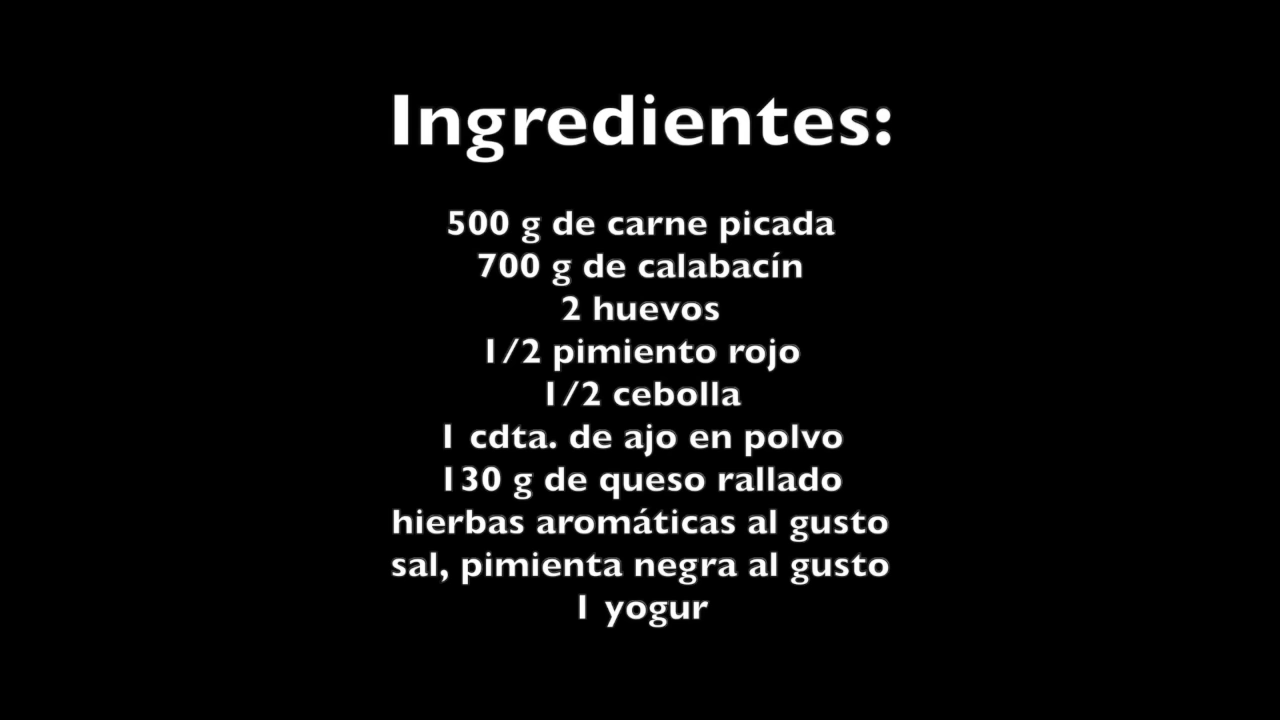 Ingredientes:
500 g de carne picada
700 g de calabacín
2 huevos
1/2 pimiento rojo
1/2 cebolla
1 cdta. de ajo en polvo
130 g de queso rallado
hierbas aromáticas al gusto
sal, pimienta negra al gusto
1 yogur